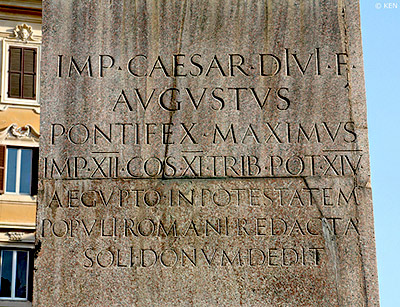 © KEN
IMP·CAESAR·DIVI·F·
AVGVSTVS
PONTIFEX·MAXIMVS
IMP·XII·COS·XI·TRIB·POT·XIV
AEGVPTO·IN·POTESTATEM
POPVLI·ROMANI·REDACTA
SOLI·DONVM·DEDIT